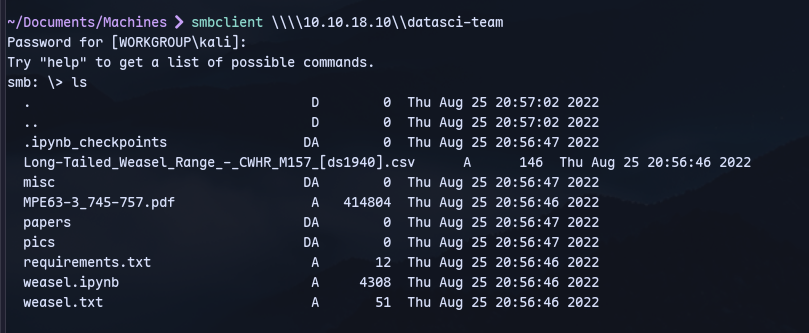 ~/Documents/Machines ❯ smbclient \\\\10.10.18.10\\datasci-team
Password for [WORKGROUP\kali]:
Try "help" to get a list of possible commands.
smb: \> ls
  .                                   D        0  Thu Aug 25 20:57:02 2022
  ..                                  D        0  Thu Aug 25 20:57:02 2022
  .ipynb_checkpoints                 DA        0  Thu Aug 25 20:56:47 2022
  Long-Tailed_Weasel_Range_-_CWHR_M157_[ds1940].csv      A      146  Thu Aug 25 20:56:46 2022
  misc                               DA        0  Thu Aug 25 20:56:47 2022
  MPE63-3_745-757.pdf                 A   414804  Thu Aug 25 20:56:46 2022
  papers                             DA        0  Thu Aug 25 20:56:47 2022
  pics                               DA        0  Thu Aug 25 20:56:47 2022
  requirements.txt                    A       12  Thu Aug 25 20:56:46 2022
  weasel.ipynb                        A     4308  Thu Aug 25 20:56:46 2022
  weasel.txt                          A       51  Thu Aug 25 20:56:46 2022